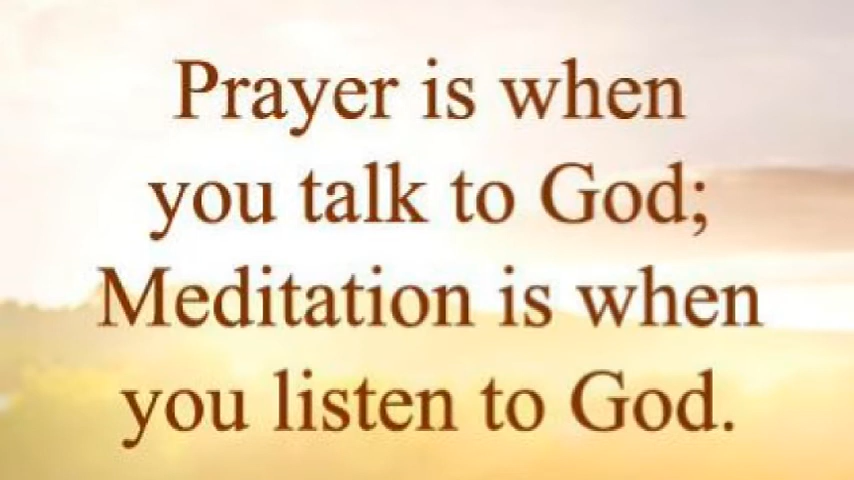 Prayer is when
you talk to God;
Meditation is when
you listen to God.